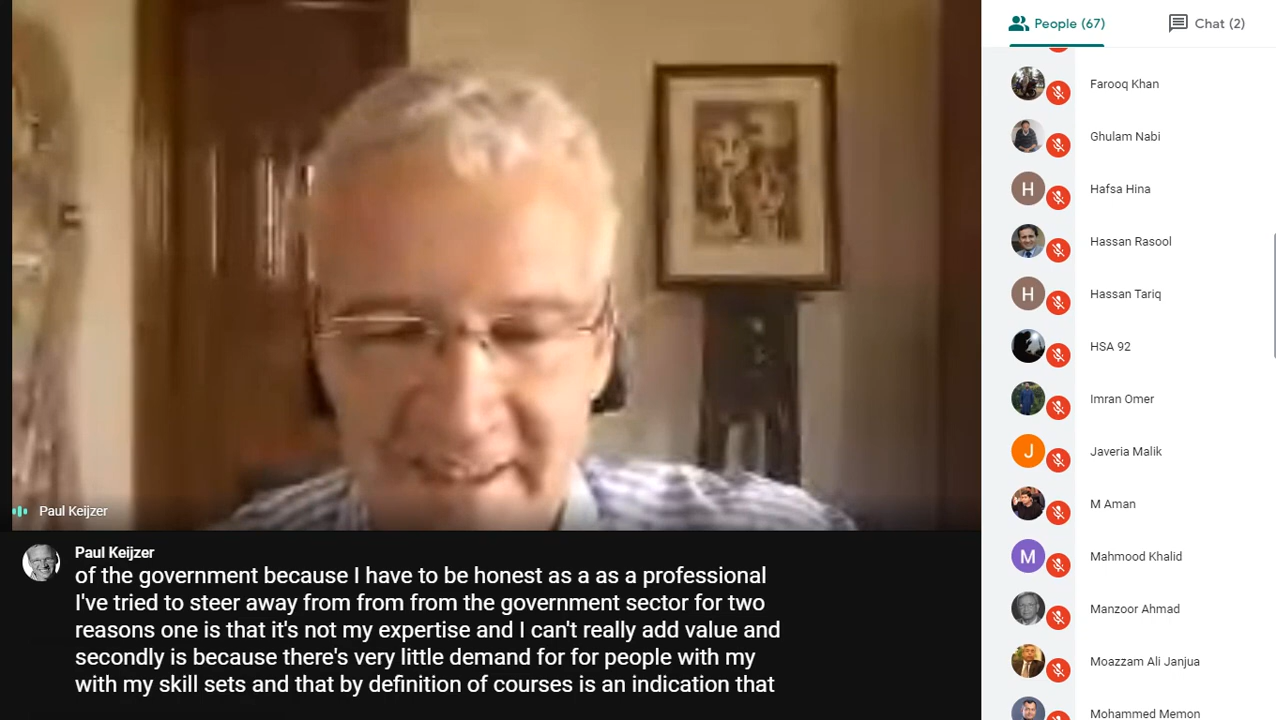 People (67)
Chat (2)
Farooq Khan
Ghulam Nabi
H
Hafsa Hina
Hassan Rasool
H
Hassan Tariq
HSA 92
Imran Omer
J
Javeria Malik
M Aman
M
Mahmood Khalid
Manzoor Ahmad
Moazzam Ali Janjua
Mohammed Memon
Paul Keijzer
Paul Keijzer
of the government because I have to be honest as a as a professional
I've tried to steer away from from from the government sector for two
reasons one is that it's not my expertise and I can't really add value and
secondly is because there's very little demand for for people with my
with my skill sets and that by definition of courses is an indication that